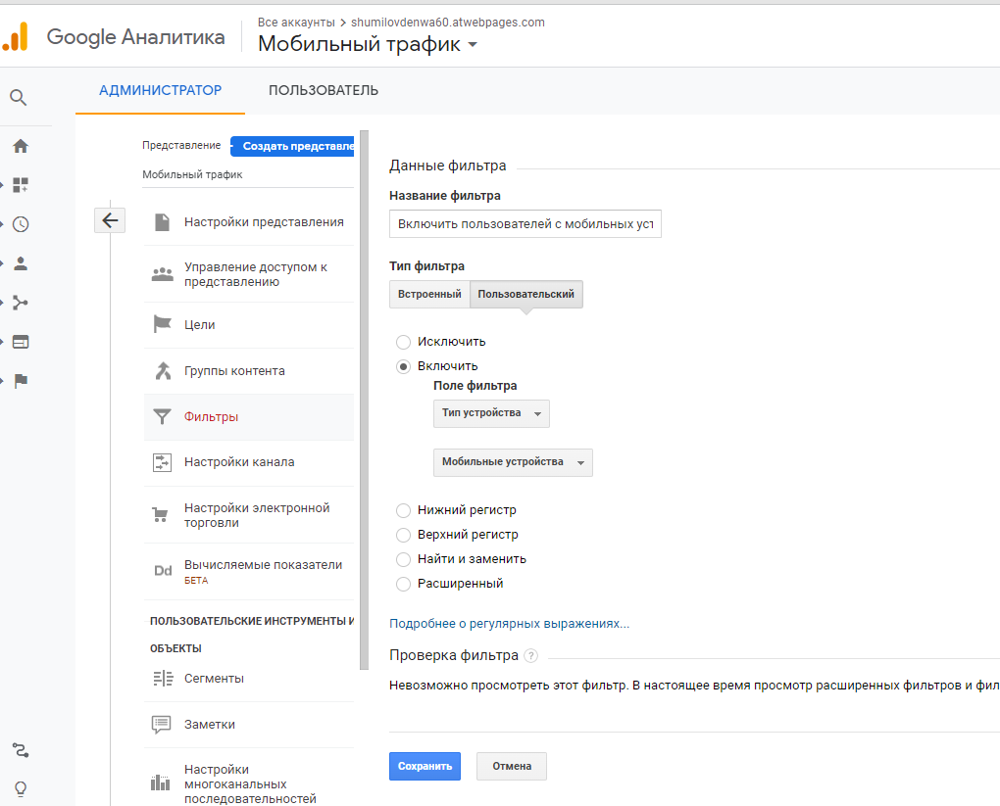 Google Аналитика
Все аккаунты > shumilovdenwa60.atwebpages.com
Мобильный трафик
АДМИНИСТРАТОР
ПОЛЬЗОВАТЕЛЬ
Представление
Создать представле
Мобильный трафик
Настройки представления
Управление доступом к
представлению
Цели
Группы контента
Фильтры
Настройки канала
Настройки электронной
торговли
Dd
Вычисляемые показатели
БЕТА
ПОЛЬЗОВАТЕЛЬСКИЕ ИНСТРУМЕНТЫ И
ОБЪЕКТЫ
Сегменты
Заметки
Настройки
многоканальных
последовательностей
Данные фильтра
Название фильтра
Включить пользователей с мобильных уст
Тип фильтра
Встроенный
Пользовательский
Исключить
Включить
Поле фильтра
Тип устройства
Мобильные устройства
Нижний регистр
Верхний регистр
Найти и заменить
Расширенный
Подробнее о регулярных выражениях...
Проверка фильтра ?
Невозможно просмотреть этот фильтр. В настоящее время просмотр расширенных фильтров и фил
Сохранить
Отмена